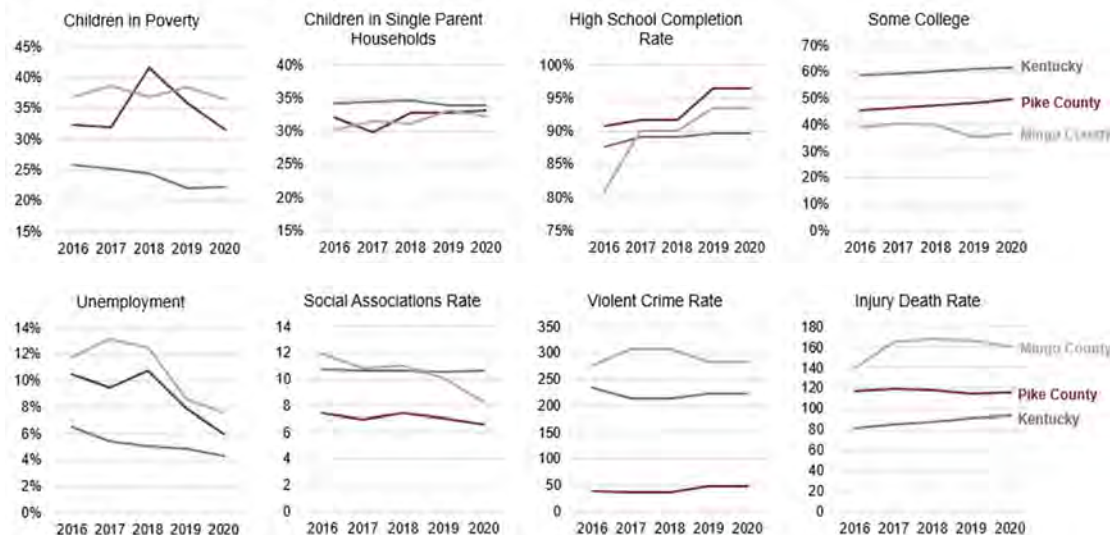 Children in Poverty
45%
40%
35%
30%
25%
20%
15%
2016 2017 2018 2019 2020
Children in Single Parent
Households
40%
35%
30%
25%
20%
15%
2016 2017 2018 2019 2020
High School Completion
Rate
100%
95%
90%
85%
80%
75%
2016 2017 2018 2019 2020
Some College
70%
60%
50%
40%
30%
20%
10%
0%
Kentucky
Pike County
Mingo County
2016 2017 2018 2019 2020
Unemployment
14%
12%
10%
8%
6%
4%
2%
0%
2016 2017 2018 2019 2020
Social Associations Rate
14
12
10
8
6
4
2
0
2016 2017 2018 2019 2020
Violent Crime Rate
350
300
250
200
150
100
50
0
2016 2017 2018 2019 2020
Injury Death Rate
180
160
140
120
100
80
60
40
20
0
Mingo County
Pike County
Kentucky
2016 2017 2018 2019 2020